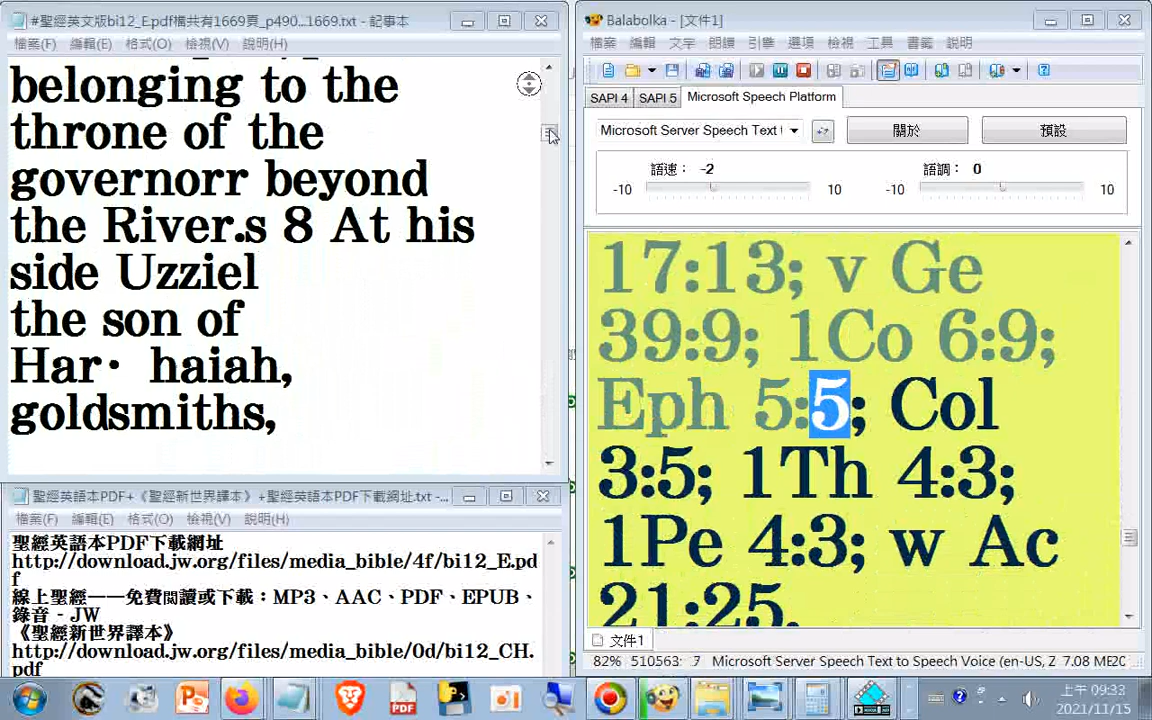 #聖經英文版bi12_E.pdf檔共有1669頁_p490...1669.txt - 記事本
檔案(F) 編輯(E) 格式(O) 檢視(V) 說明(H)
belonging to the
throne of the
governorr beyond
the River.s 8 At his
side Uzziel
the son of
Har· haiah,
goldsmiths,
聖經英語本PDF+《聖經新世界譯本》+聖經英語本PDF下載網址.txt - ...
檔案(F) 編輯(E) 格式(O) 檢視(V) 說明(H)
聖經英語本PDF下載網址
http://download.jw.org/files/media_bible/4f/bi12_E.pd
f
線上聖經——免費閱讀或下載：MP3、AAC、PDF、EPUB、
錄音 - JW
《聖經新世界譯本》
http://download.jw.org/files/media_bible/0d/bi12_CH.
pdf
Balabolka - [文件1]
檔案 編輯 文字 朗讀 引擎 選項 檢視 工具 書籤 說明
SAPI 4 SAPI 5 Microsoft Speech Platform
Microsoft Server Speech Text 關於 預設
語速： -2 語調： 0
-10 10 -10 10
17:13; v Ge
39:9; 1Co 6:9;
Eph 5:5; Col
3:5; 1Th 4:3;
1Pe 4:3; w Ac
21:25.
文件1
82% 510563: 7 Microsoft Server Speech Text to Speech Voice (en-US, Z 7.08 ME20
上午 09:33
2021/11/15